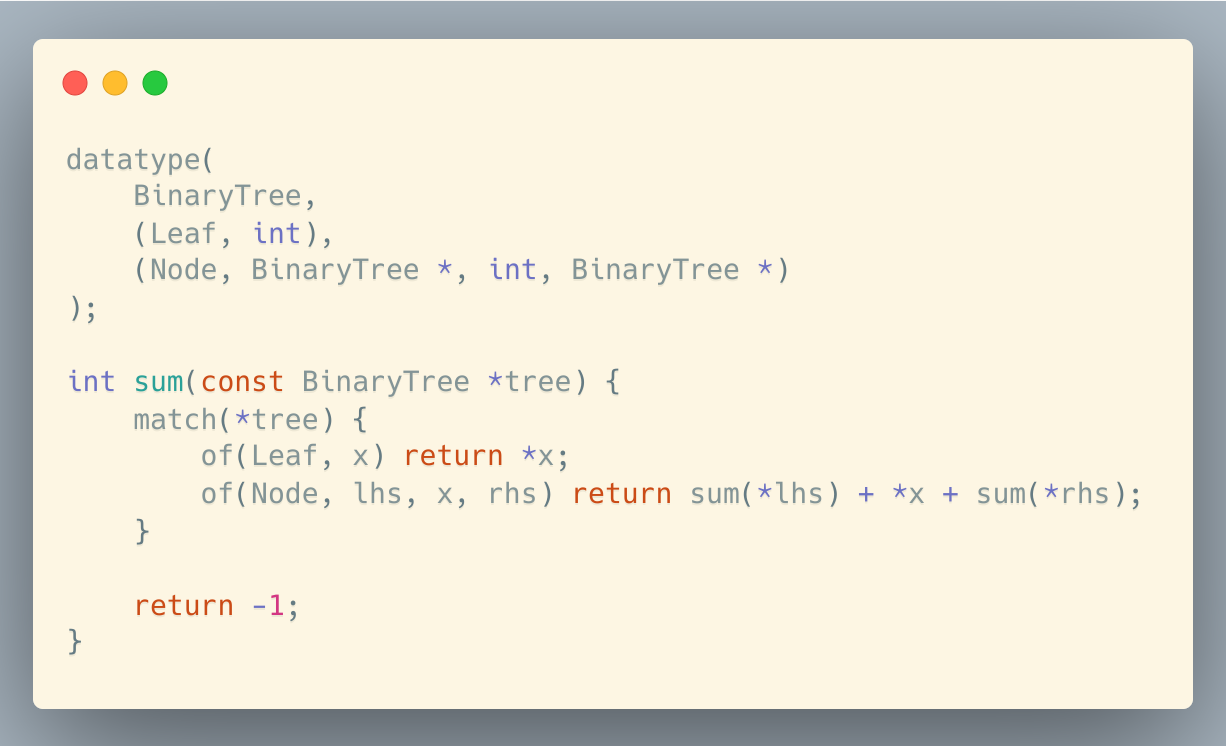 datatype(
    BinaryTree,
    (Leaf, int),
    (Node, BinaryTree *, int, BinaryTree *)
);

int sum(const BinaryTree *tree) {
    match(*tree) {
        of(Leaf, x) return *x;
        of(Node, lhs, x, rhs) return sum(*lhs) + *x + sum(*rhs);
    }

    return -1;
}